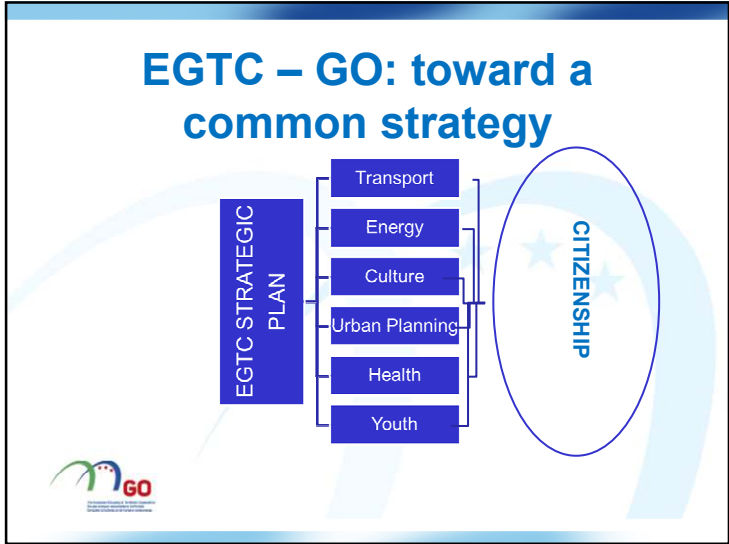 EGTC – GO: toward a
common strategy
EGTC STRATEGIC
PLAN
Transport
Energy
Culture
Urban Planning
Health
Youth
CITIZENSHIP
GO